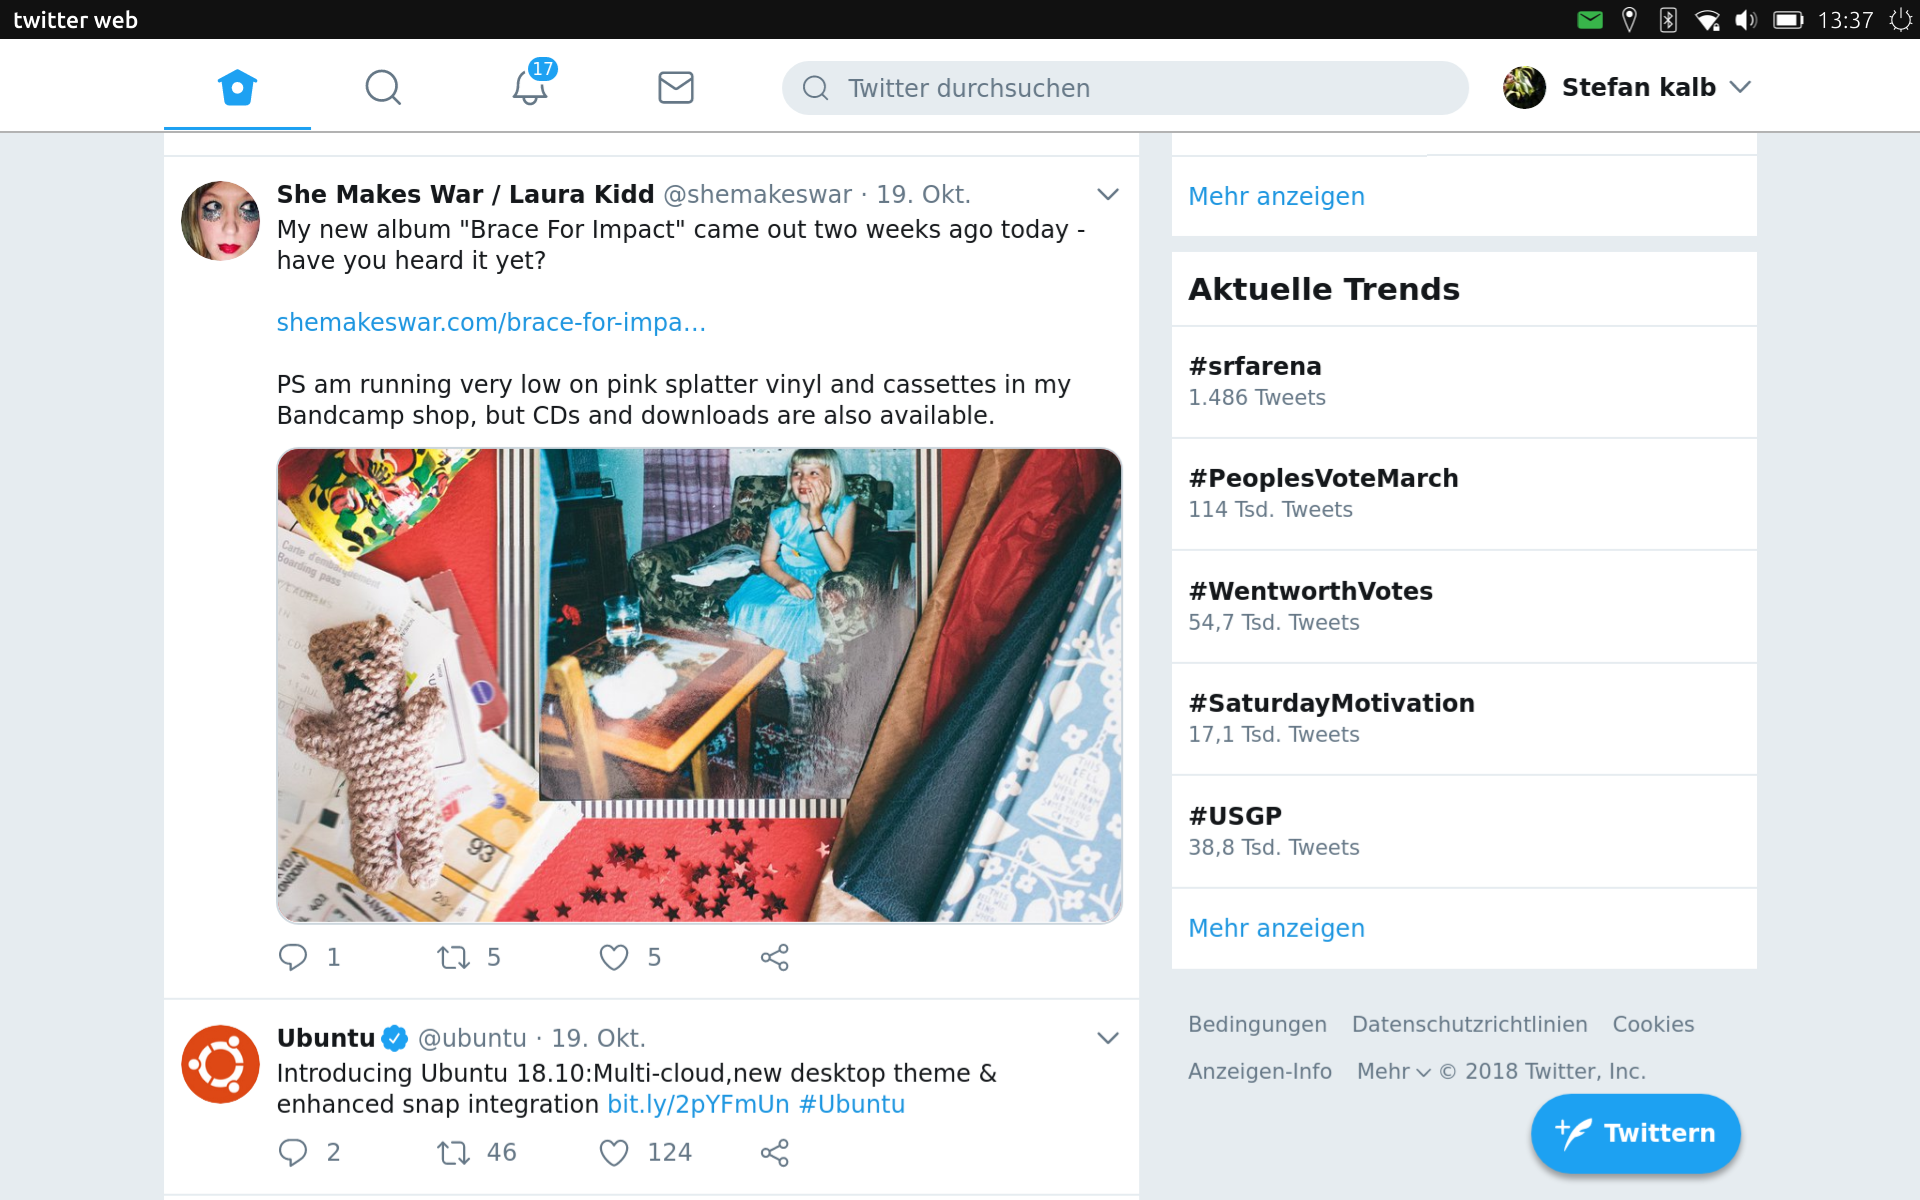 twitter web
13:37
17
Twitter durchsuchen
Stefan kalb
She Makes War / Laura Kidd @shemakeswar · 19. Okt.
My new album "Brace For Impact" came out two weeks ago today -
have you heard it yet?
shemakeswar.com/brace-for-impa…
PS am running very low on pink splatter vinyl and cassettes in my
Bandcamp shop, but CDs and downloads are also available.
Carte d'embarquement
Boarding pass
93
1
5
5
Ubuntu @ubuntu · 19. Okt.
Introducing Ubuntu 18.10:Multi-cloud,new desktop theme &
enhanced snap integration bit.ly/2pYFmUn #Ubuntu
2
46
124
Mehr anzeigen
Aktuelle Trends
#srfarena
1.486 Tweets
#PeoplesVoteMarch
114 Tsd. Tweets
#WentworthVotes
54,7 Tsd. Tweets
#SaturdayMotivation
17,1 Tsd. Tweets
#USGP
38,8 Tsd. Tweets
Mehr anzeigen
Bedingungen Datenschutzrichtlinien Cookies
Anzeigen-Info Mehr © 2018 Twitter, Inc.
Twittern